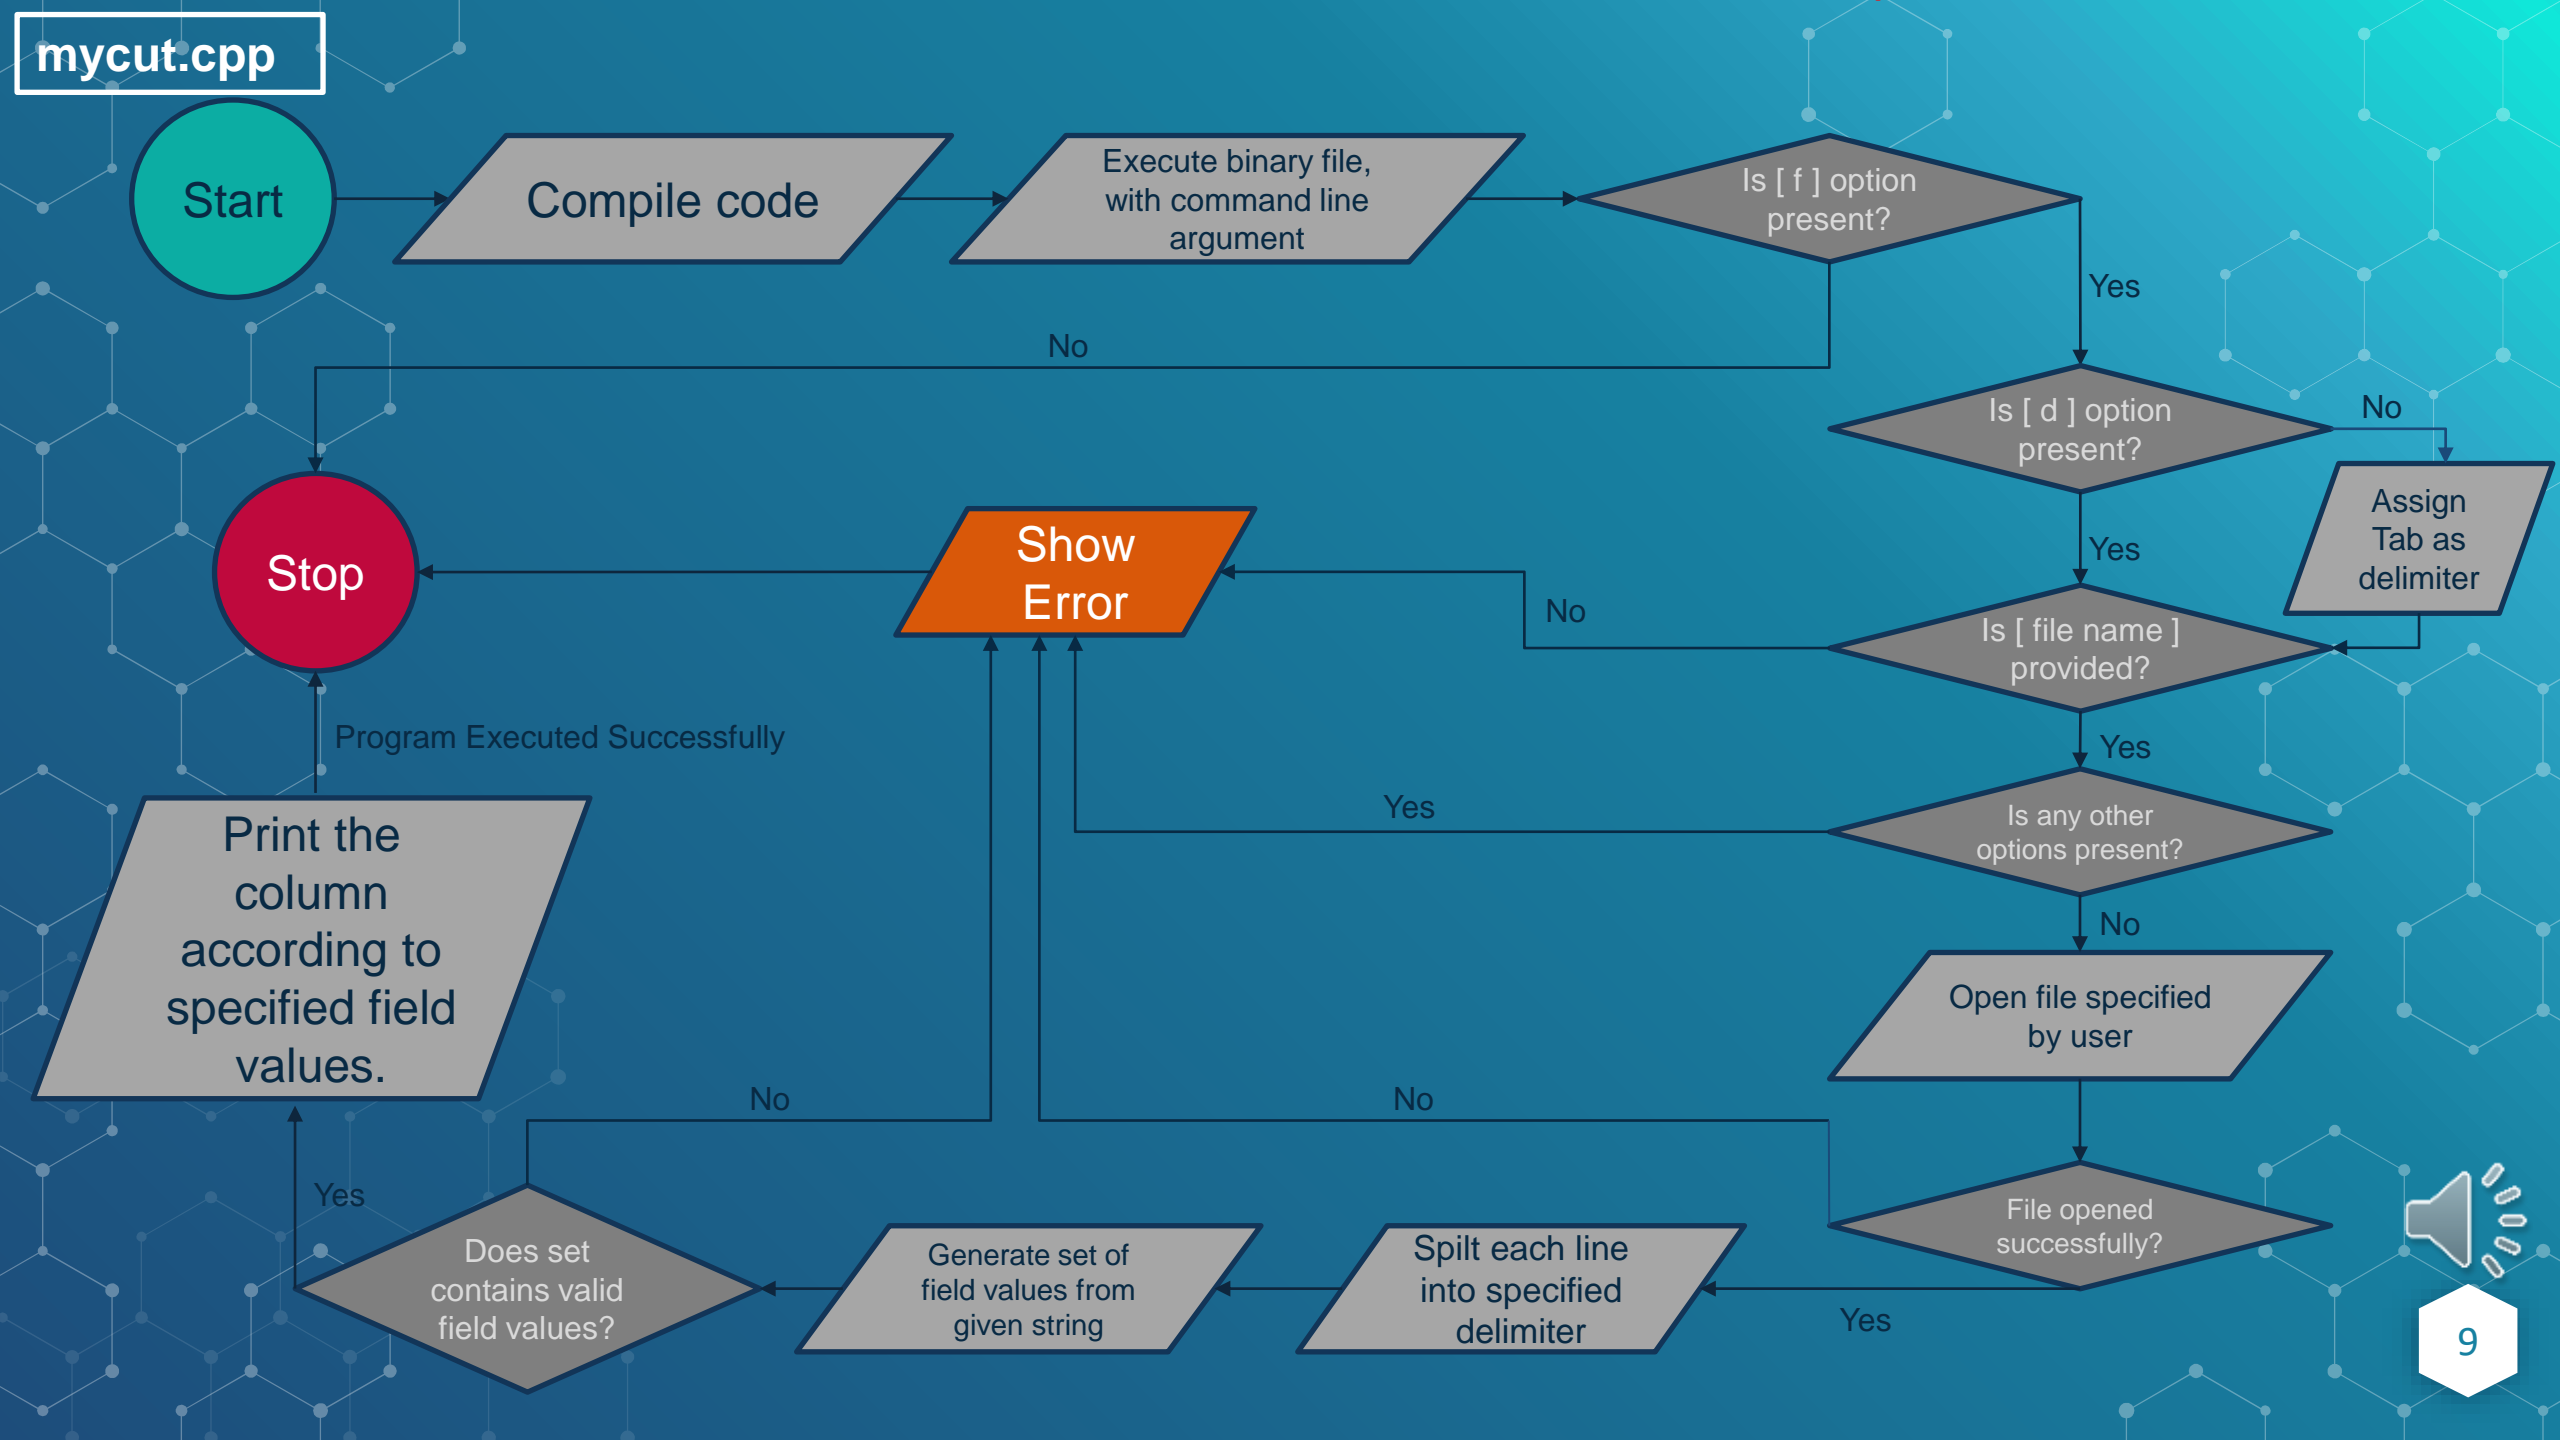 mycut.cpp
Start
Compile code
Execute binary file,
with command line
argument
Is [ f ] option
present?
Yes
No
Is [ d ] option
present?
No
Assign
Tab as
delimiter
Yes
Is [ file name ]
provided?
No
Show
Error
Stop
Yes
Is any other
options present?
Yes
No
Open file specified
by user
File opened
successfully?
No
Yes
Spilt each line
into specified
delimiter
Generate set of
field values from
given string
Does set
contains valid
field values?
No
Yes
Print the
column
according to
specified field
values.
Program Executed Successfully
9